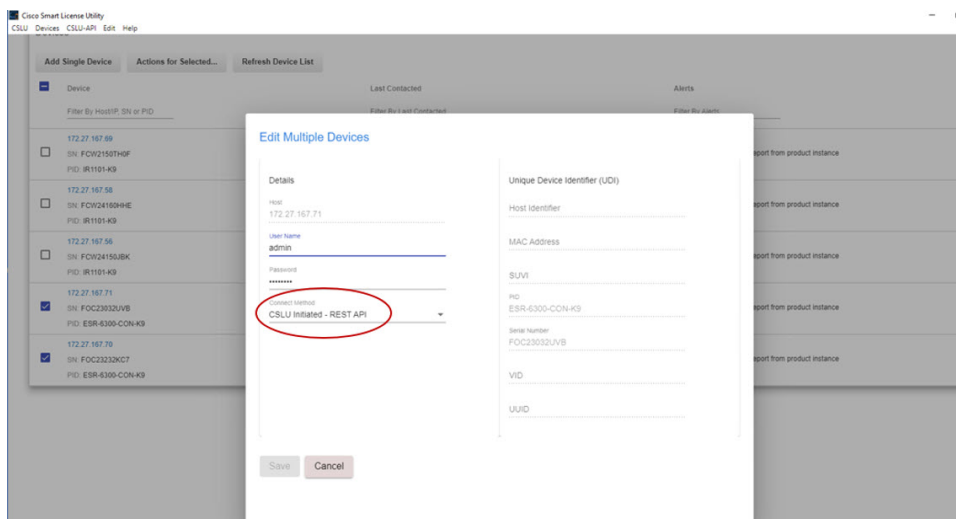 Cisco Smart License Utility
CSLU Devices CSLU-API Edit Help
Add Single Device Actions for Selected... Refresh Device List
Device Last Contacted Alerts
Filter By Host/IP, SN or PID Filter By Last Contacted Filter By Alerts
172.27.167.69
SN: FCW2150TH0F
PID: IR1101-K9
172.27.167.58
SN: FCW24160HHE
PID: IR1101-K9
172.27.167.56
SN: FCW24150JBK
PID: IR1101-K9
172.27.167.71
SN: FOC23032UVB
PID: ESR-6300-CON-K9
172.27.167.70
SN: FOC23232KC7
PID: ESR-6300-CON-K9
Edit Multiple Devices
Details
Host
172.27.167.71
User Name
admin
Password
••••••••
Connect Method
CSLU Initiated - REST API
Unique Device Identifier (UDI)
Host Identifier
MAC Address
SUVI
PID
ESR-6300-CON-K9
Serial Number
FOC23032UVB
VID
UUID
Save Cancel
eport from product instance
eport from product instance
eport from product instance
eport from product instance
eport from product instance